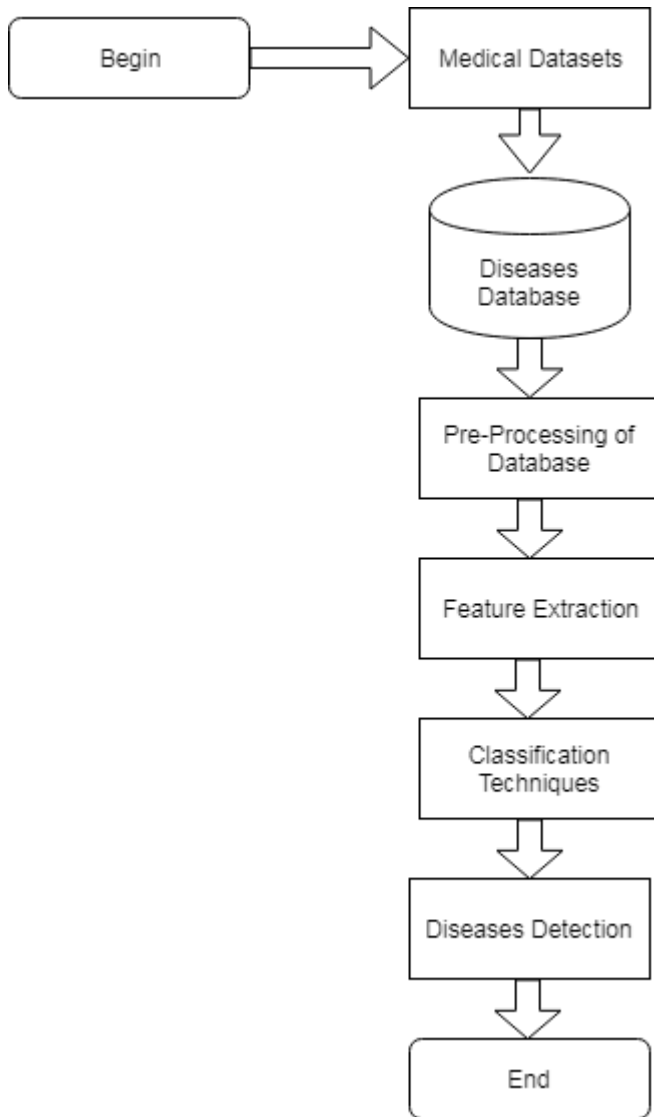 Begin
Medical Datasets
Diseases
Database
Pre-Processing of
Database
Feature Extraction
Classification
Techniques
Diseases Detection
End